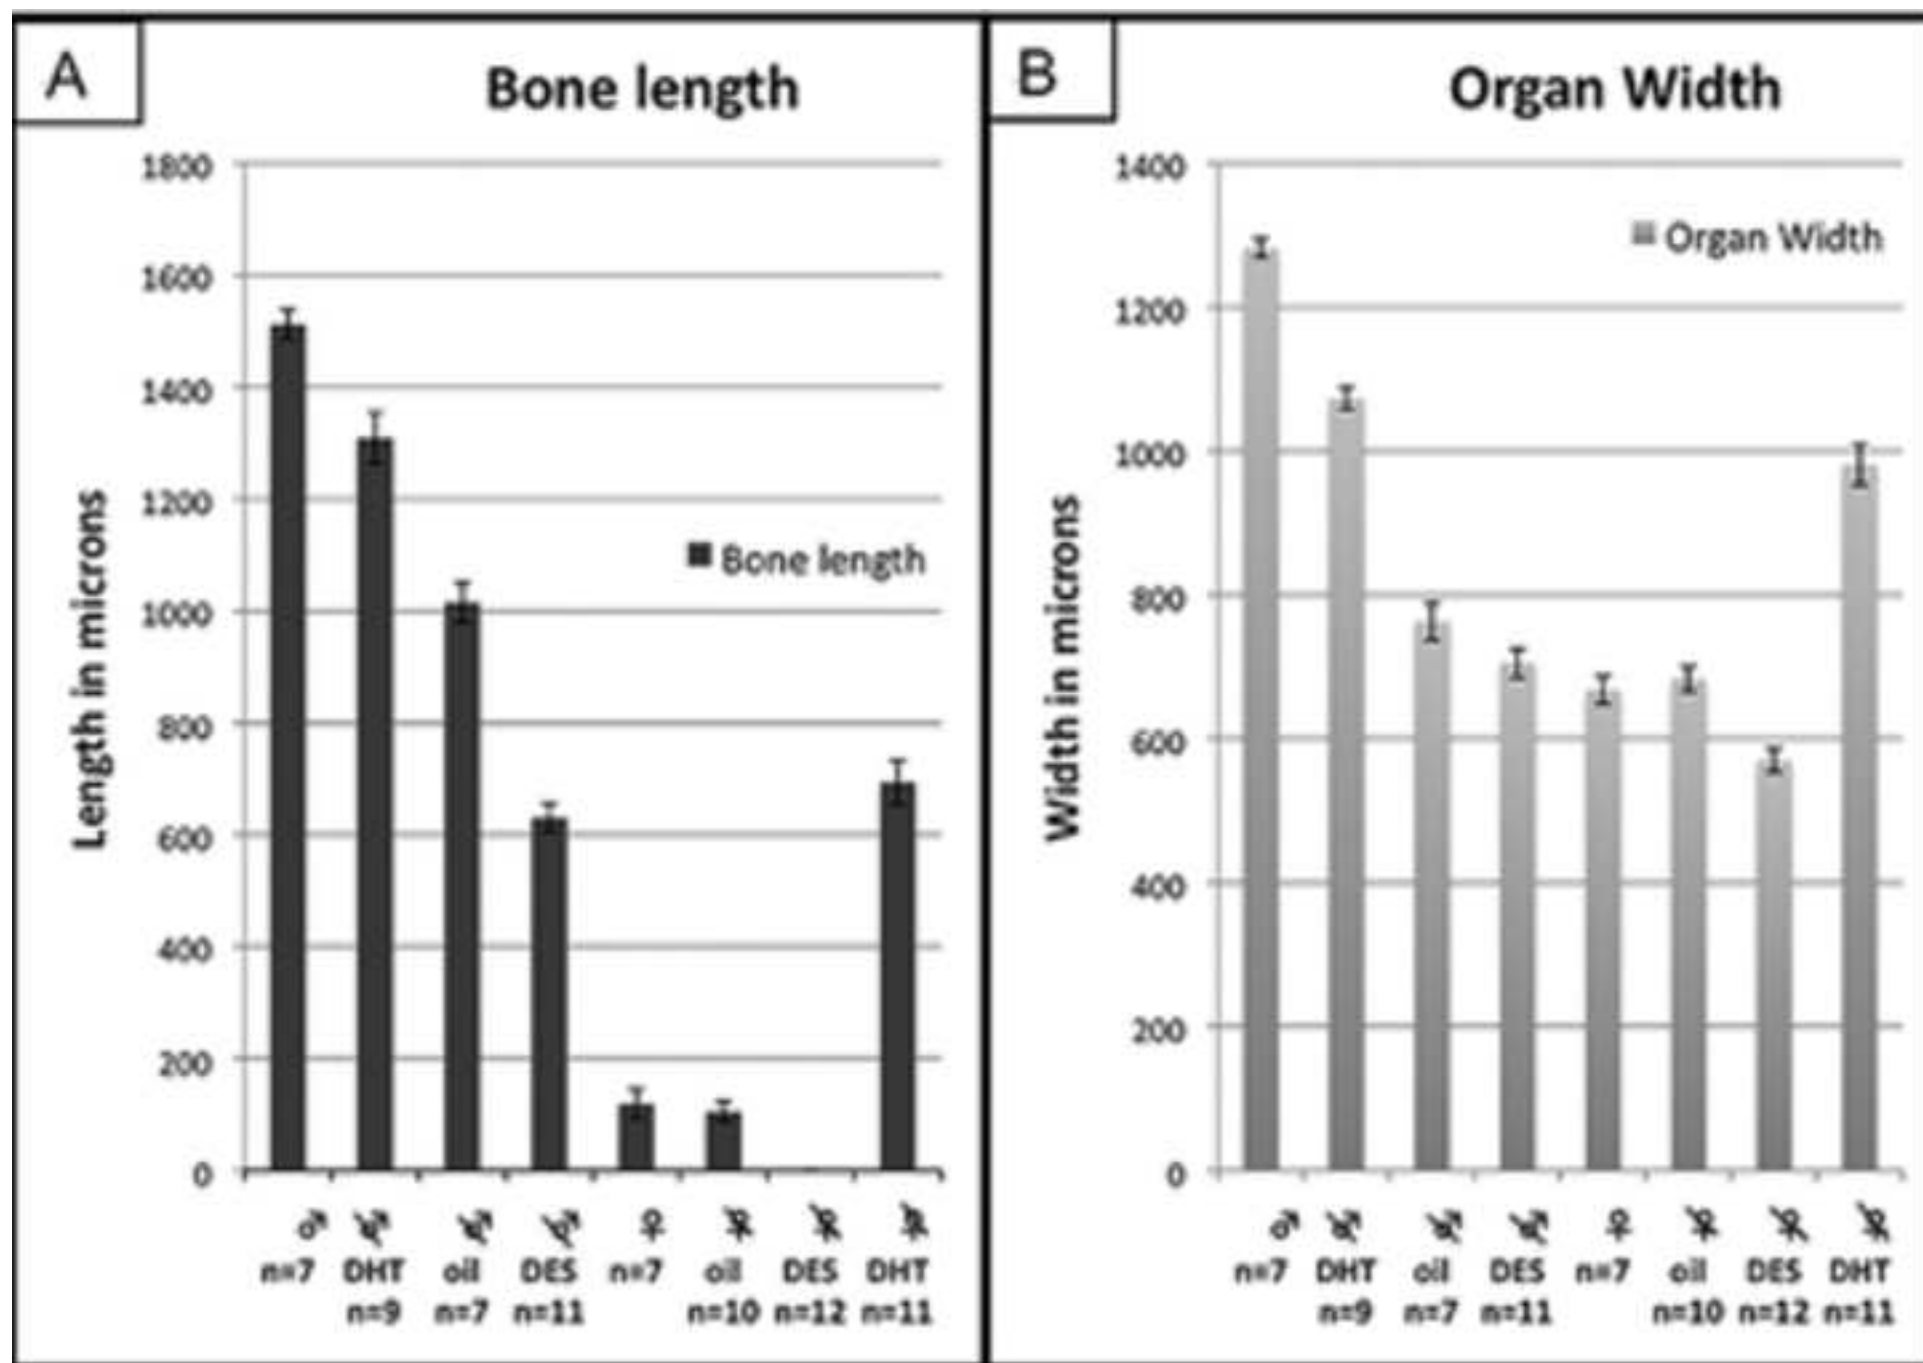 A
Bone length
1800
1600
1400
1200
1000
800
600
400
200
0
Length in microns
Bone length
n=7 DHT oil DES n=7 oil DES DHT
n=9 n=7 n=11 n=10 n=12 n=11
B
Organ Width
1400
1200
1000
800
600
400
200
0
Width in microns
Organ Width
n=7 DHT oil DES n=7 oil DES DHT
n=9 n=7 n=11 n=10 n=12 n=11